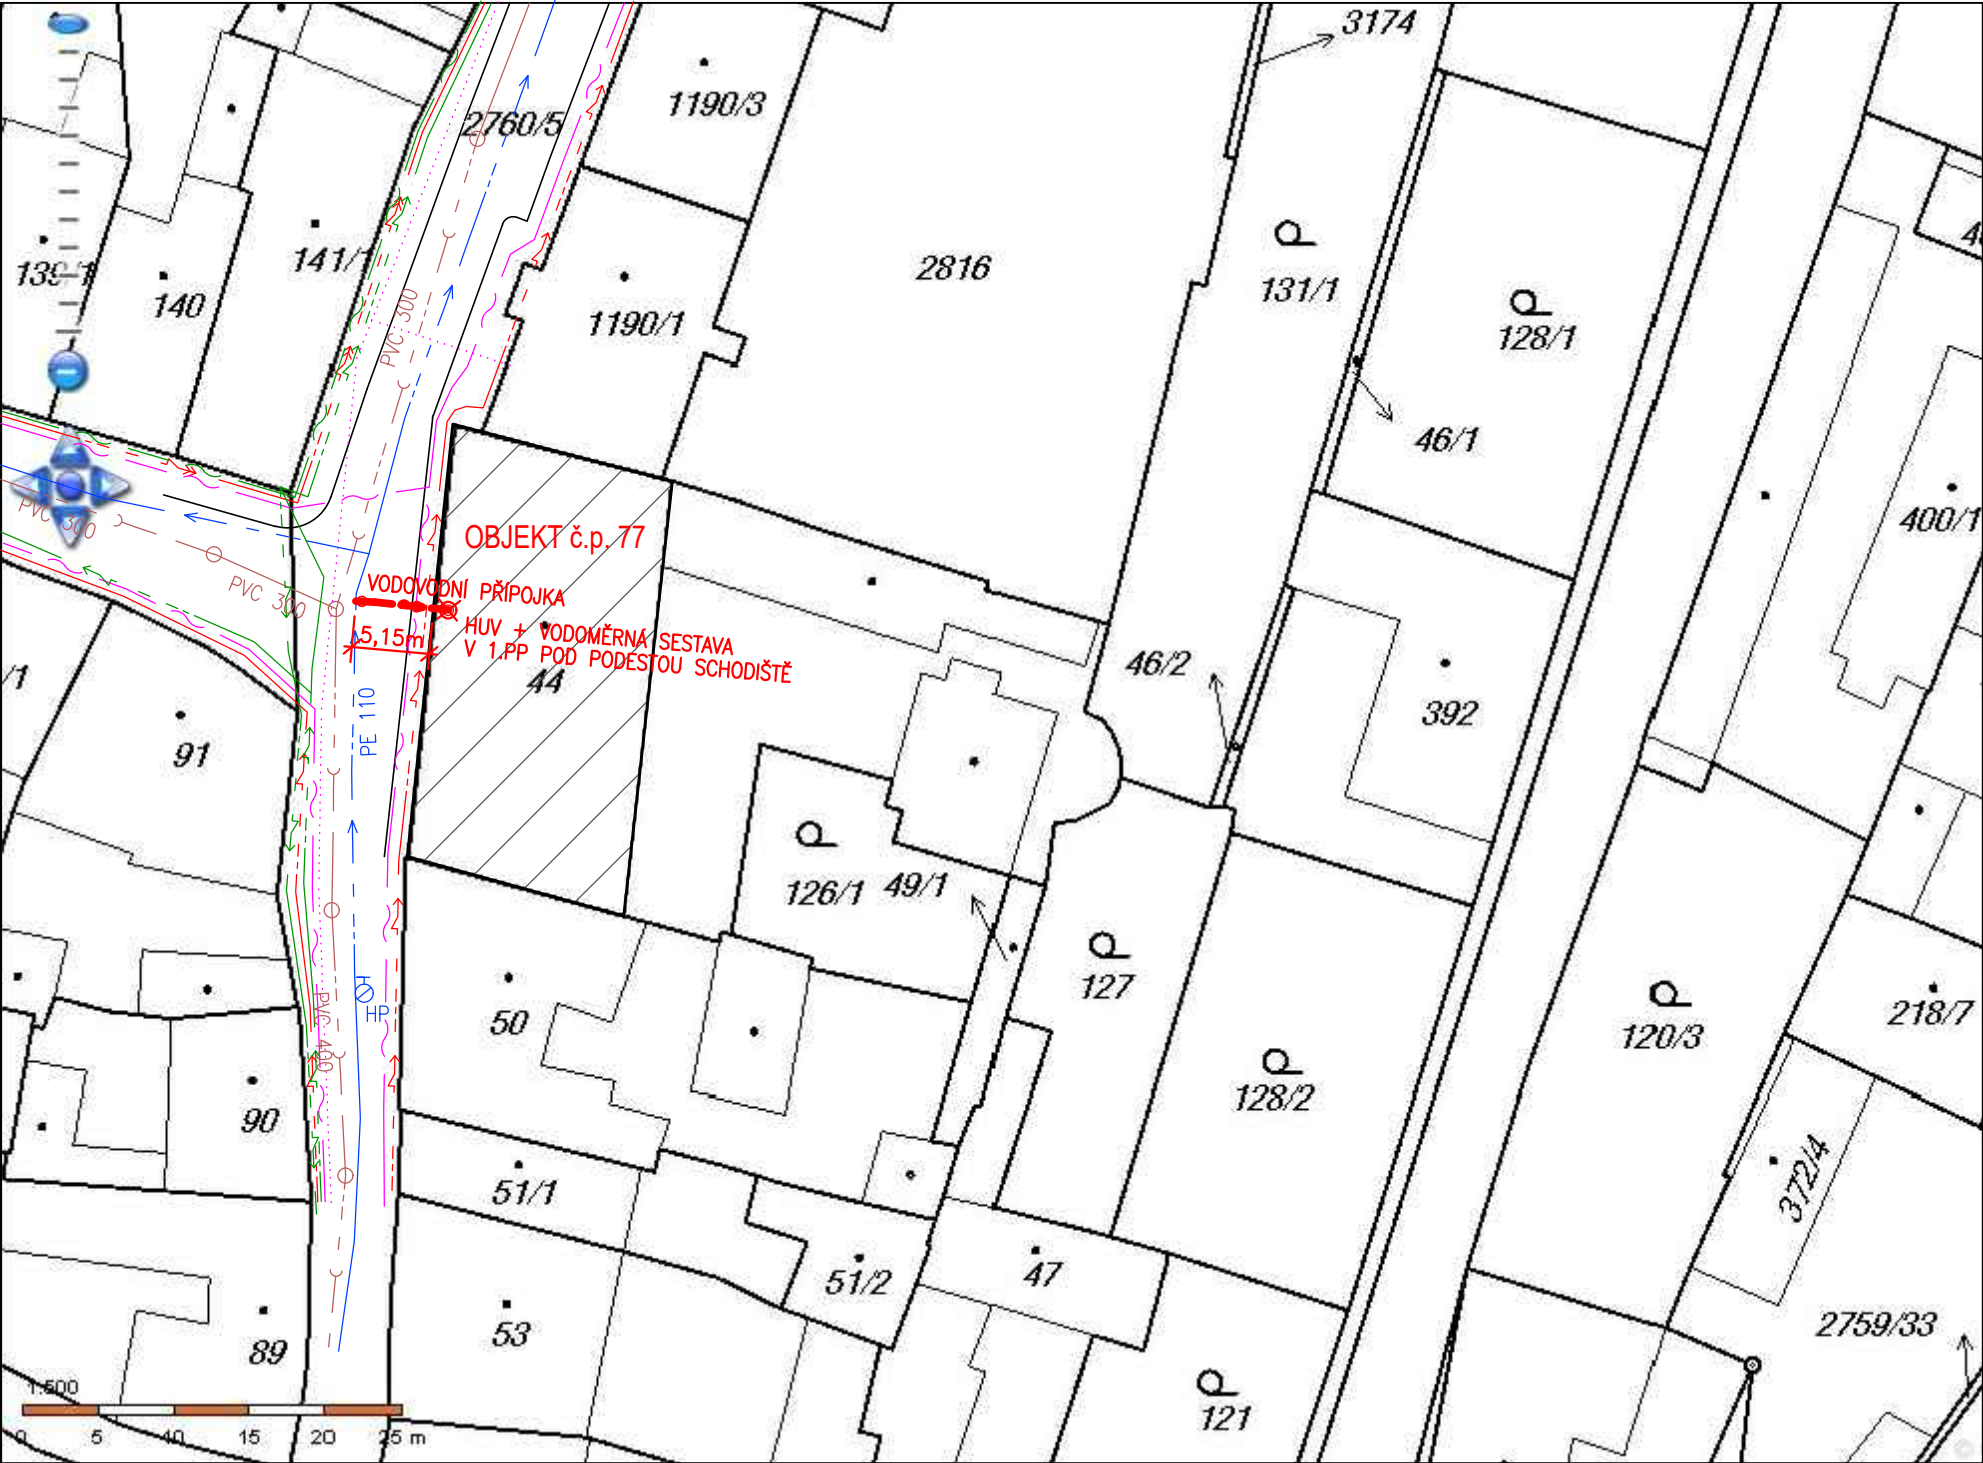 3174
1190/3
2760/5
141/1
140
1190/1
2816
131/1
128/1
PVC 300
46/1
400/1
PVC 300
OBJEKT č.p. 77
PVC 300
VODOVODNÍ PŘÍPOJKA
HUV + VODOMĚRNÁ SESTAVA
V 1.PP POD PODESTOU SCHODIŠTĚ
5,15m
44
46/2
392
/1
91
PE 110
126/1
49/1
127
50
HP
PVC 400
120/3
218/7
90
128/2
51/1
372/4
51/2
47
53
89
2759/33
121
1:500
0 5 10 15 20 25 m